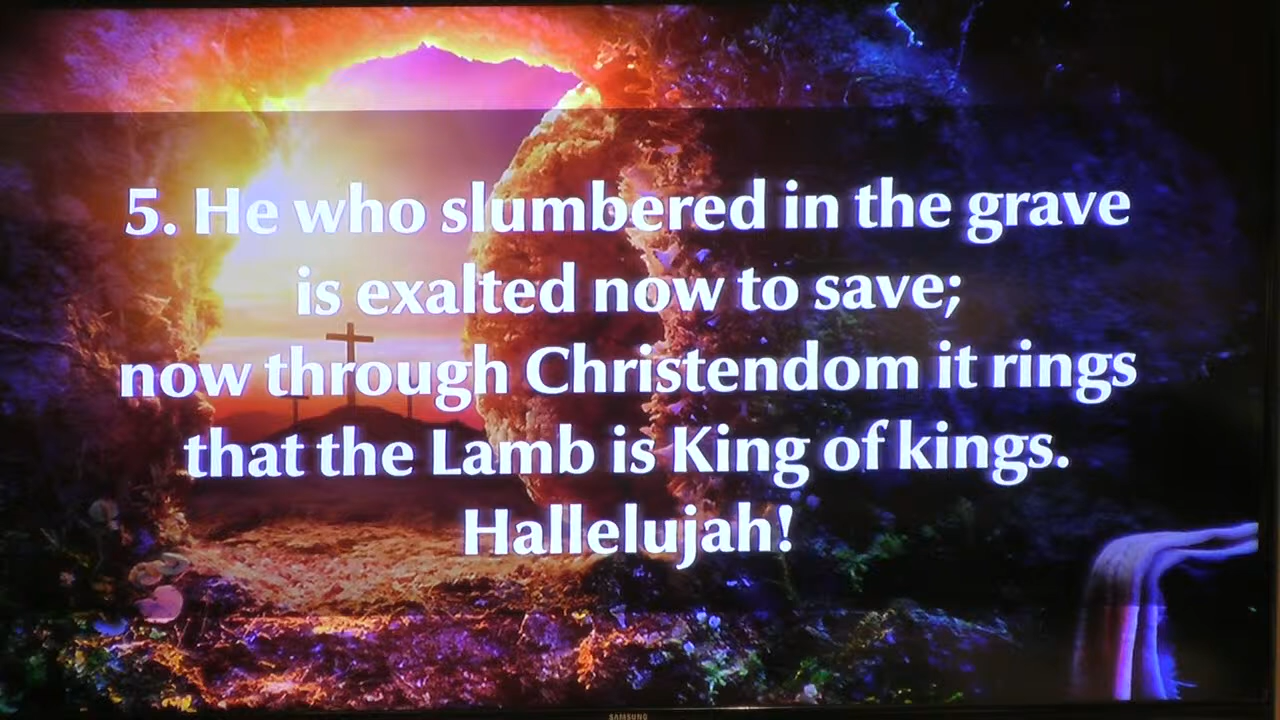 5. He who slumbered in the grave
is exalted now to save;
now through Christendom it rings
that the Lamb is King of kings.
Hallelujah!
SAMSUNG